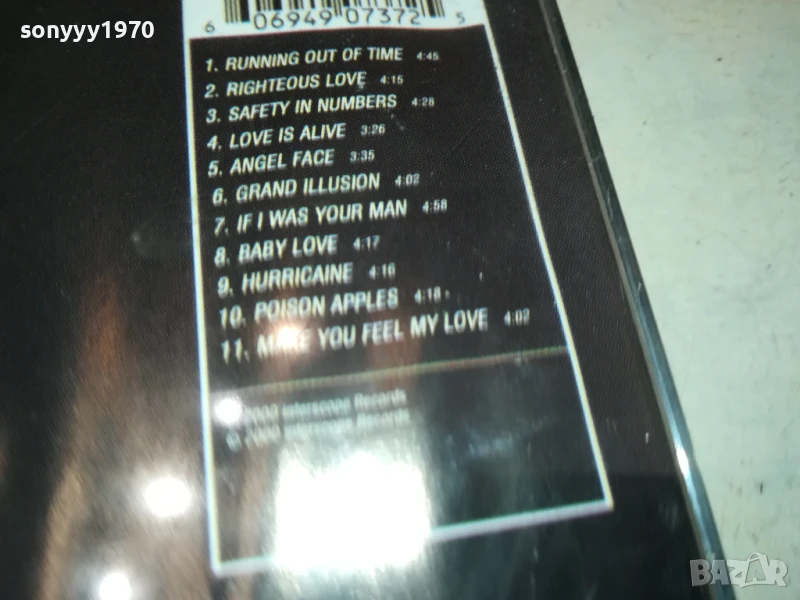 sonyyy1970
6 06949 07372 5
1. RUNNING OUT OF TIME 4:45
2. RIGHTEOUS LOVE 4:15
3. SAFETY IN NUMBERS 4:28
4. LOVE IS ALIVE 3:26
5. ANGEL FACE 3:35
6. GRAND ILLUSION 4:02
7. IF I WAS YOUR MAN 4:58
8. BABY LOVE 4:17
9. HURRICAINE 4:16
10. POISON APPLES 4:18
11. MAKE YOU FEEL MY LOVE 4:02
2000 Interscope Records
© 2000 Interscope Records
BAZAR